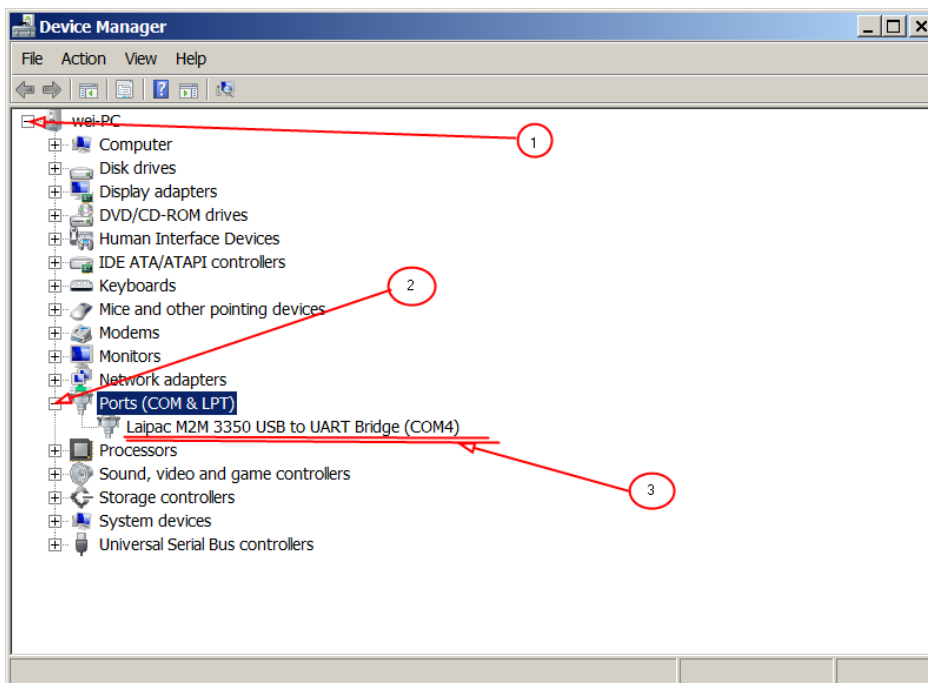 Device Manager
File Action View Help
wei-PC
1
Computer
Disk drives
Display adapters
DVD/CD-ROM drives
Human Interface Devices
IDE ATA/ATAPI controllers
Keyboards
2
Mice and other pointing devices
Modems
Monitors
Network adapters
Ports (COM & LPT)
Laipac M2M 3350 USB to UART Bridge (COM4)
Processors
Sound, video and game controllers
3
Storage controllers
System devices
Universal Serial Bus controllers